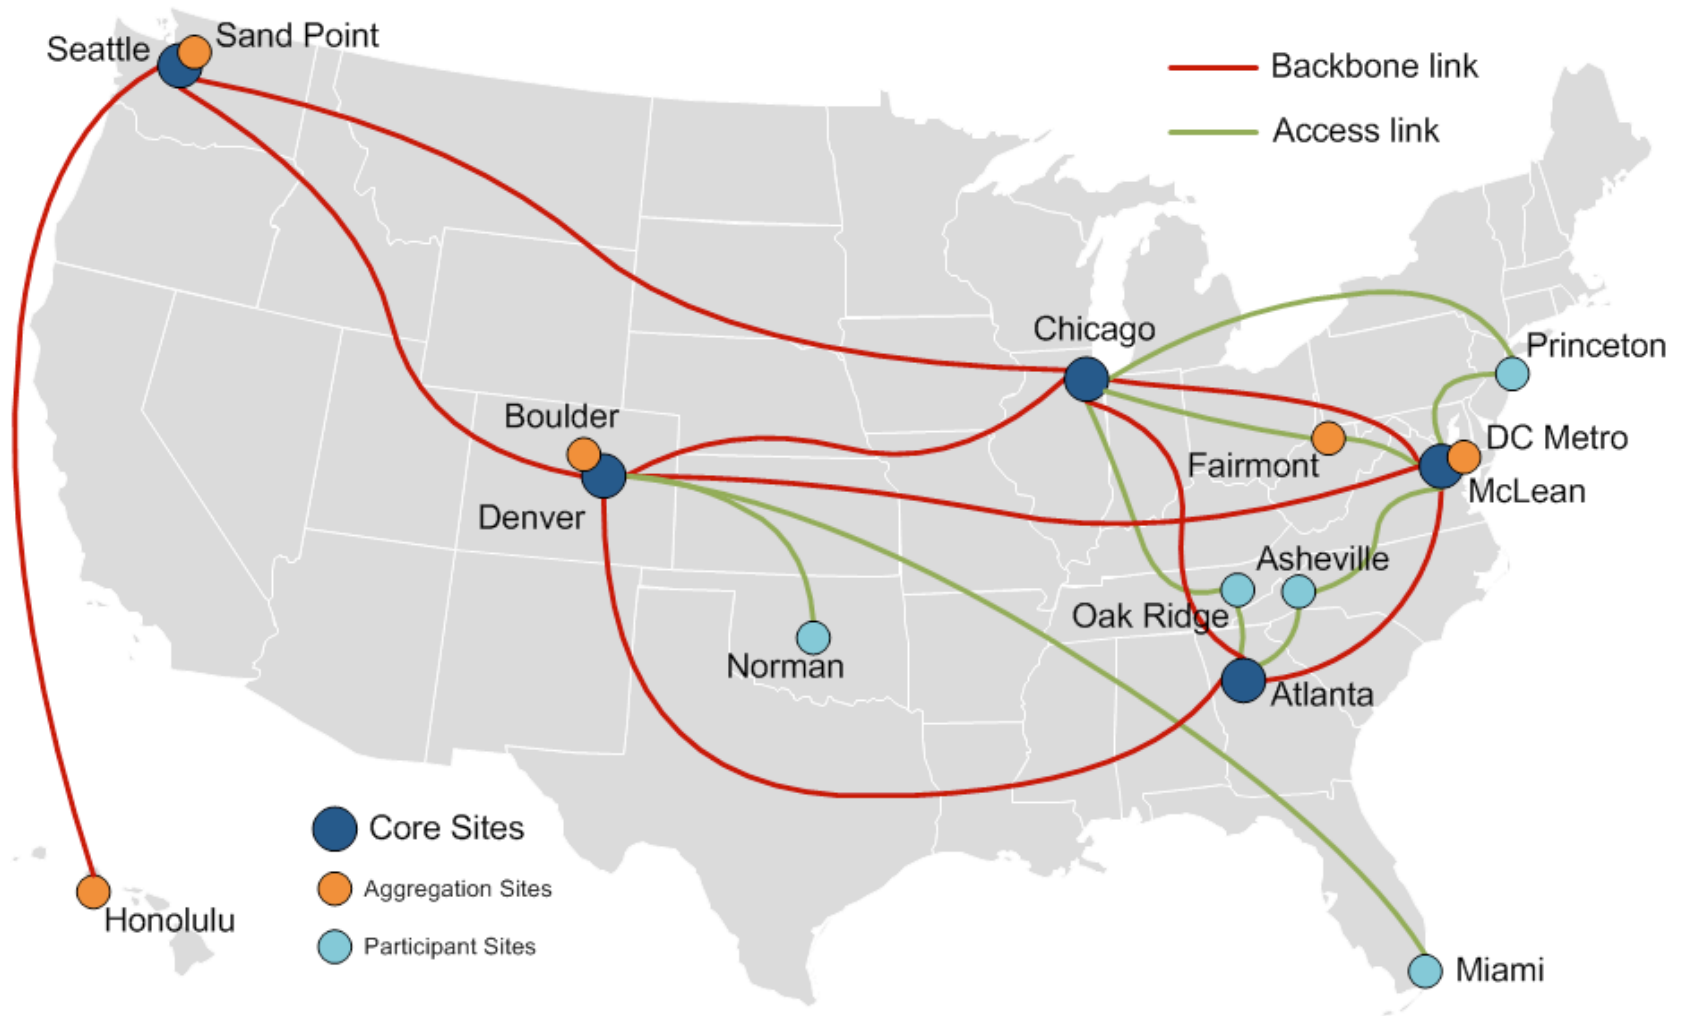 Seattle
Sand Point
Backbone link
Access link
Chicago
Princeton
Boulder
DC Metro
Fairmont
McLean
Denver
Asheville
Oak Ridge
Norman
Atlanta
Core Sites
Aggregation Sites
Honolulu
Participant Sites
Miami